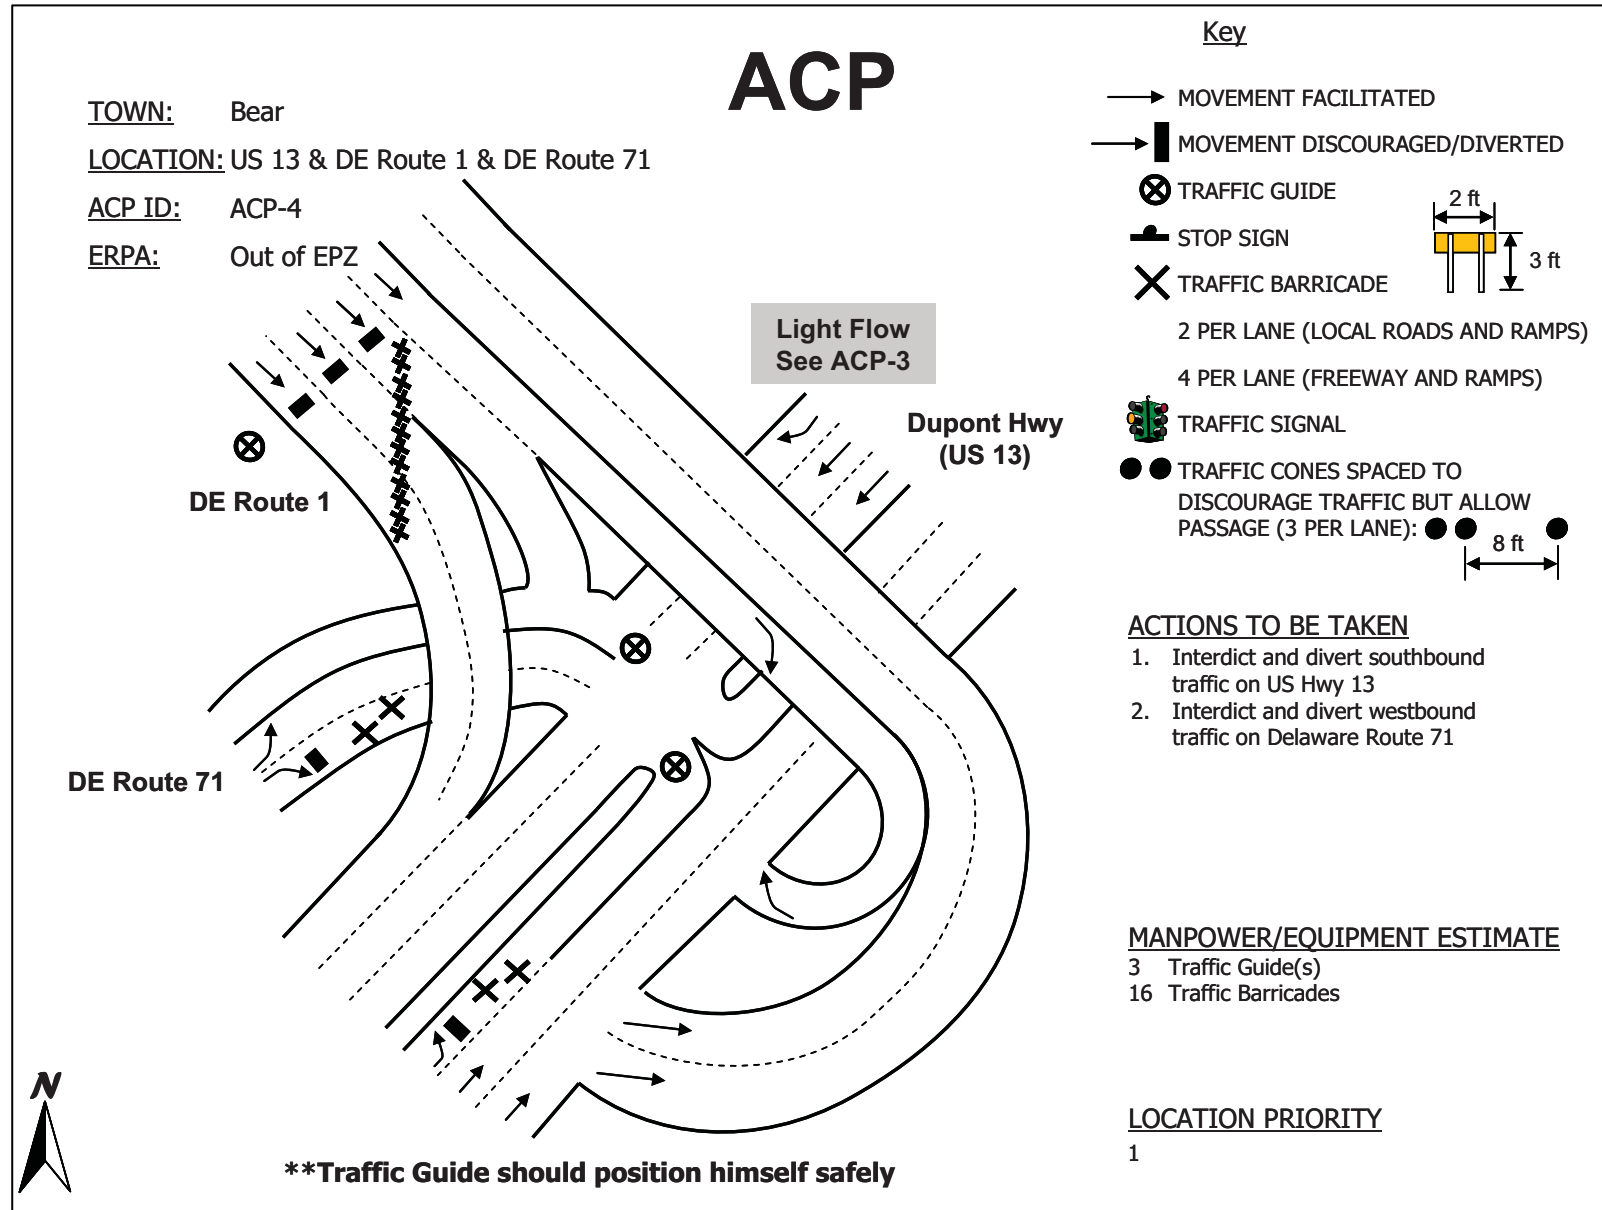 ACP
TOWN: Bear
LOCATION: US 13 & DE Route 1 & DE Route 71
ACP ID: ACP-4
ERPA: Out of EPZ
Light Flow
See ACP-3
Dupont Hwy
(US 13)
DE Route 1
DE Route 71
N
**Traffic Guide should position himself safely
Key
MOVEMENT FACILITATED
MOVEMENT DISCOURAGED/DIVERTED
TRAFFIC GUIDE
2 ft
STOP SIGN
3 ft
TRAFFIC BARRICADE
2 PER LANE (LOCAL ROADS AND RAMPS)
4 PER LANE (FREEWAY AND RAMPS)
TRAFFIC SIGNAL
TRAFFIC CONES SPACED TO
DISCOURAGE TRAFFIC BUT ALLOW
PASSAGE (3 PER LANE):
8 ft
ACTIONS TO BE TAKEN
1. Interdict and divert southbound
traffic on US Hwy 13
2. Interdict and divert westbound
traffic on Delaware Route 71
MANPOWER/EQUIPMENT ESTIMATE
3 Traffic Guide(s)
16 Traffic Barricades
LOCATION PRIORITY
1